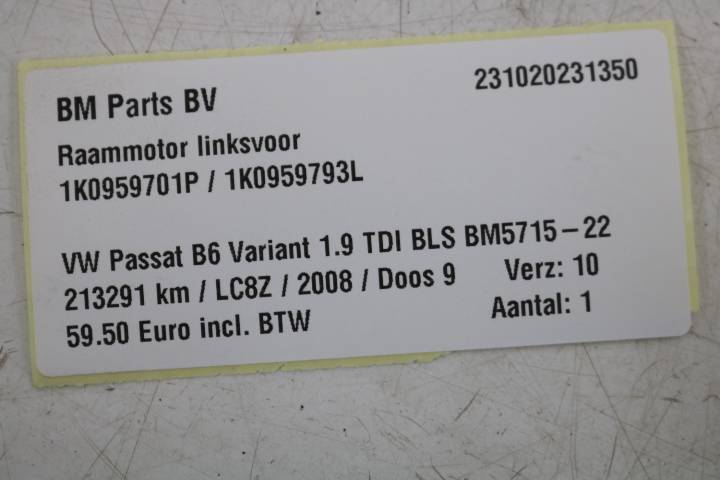 BM Parts BV 231020231350
Raammotor linksvoor
1K0959701P / 1K0959793L
VW Passat B6 Variant 1.9 TDI BLS BM5715-22
213291 km / LC8Z / 2008 / Doos 9 Verz: 10
59.50 Euro incl. BTW Aantal: 1